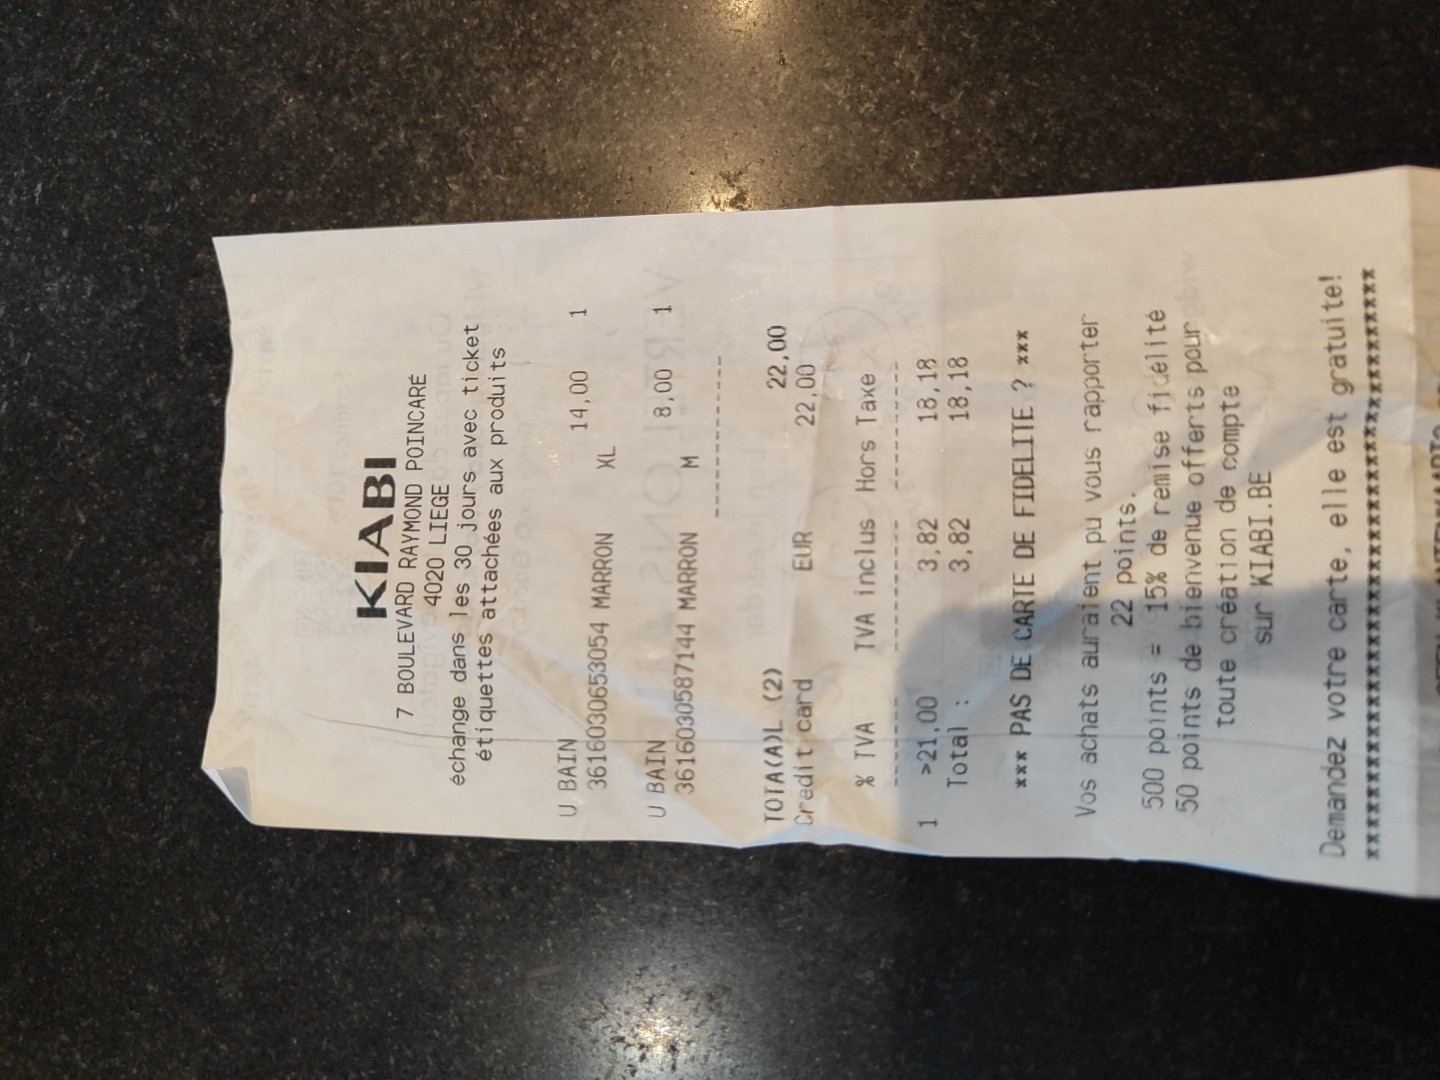 KIABI
7 BOULEVARD RAYMOND POINCARÉ
4020 LIEGE
échange dans les 30 jours avec ticket
étiquettes attachées aux produits
U BAIN 14,00 1
3616030653054 MARRON XL
U BAIN 8,00 1
3616030587144 MARRON M
------------
TOTA(A)L (2) 22,00
Credit card EUR 22,00
% TVA TVA inclus Hors Taxe
------- ---------- ----------
1 >21,00 3,82 18,18
Total : 3,82 18,18
*** PAS DE CARTE DE FIDELITE ? ***
Vos achats auraient pu vous rapporter
22 points.
500 points = 15% de remise fidélité
50 points de bienvenue offerts pour
toute création de compte
sur KIABI.BE
Demandez votre carte, elle est gratuite!
****************************************